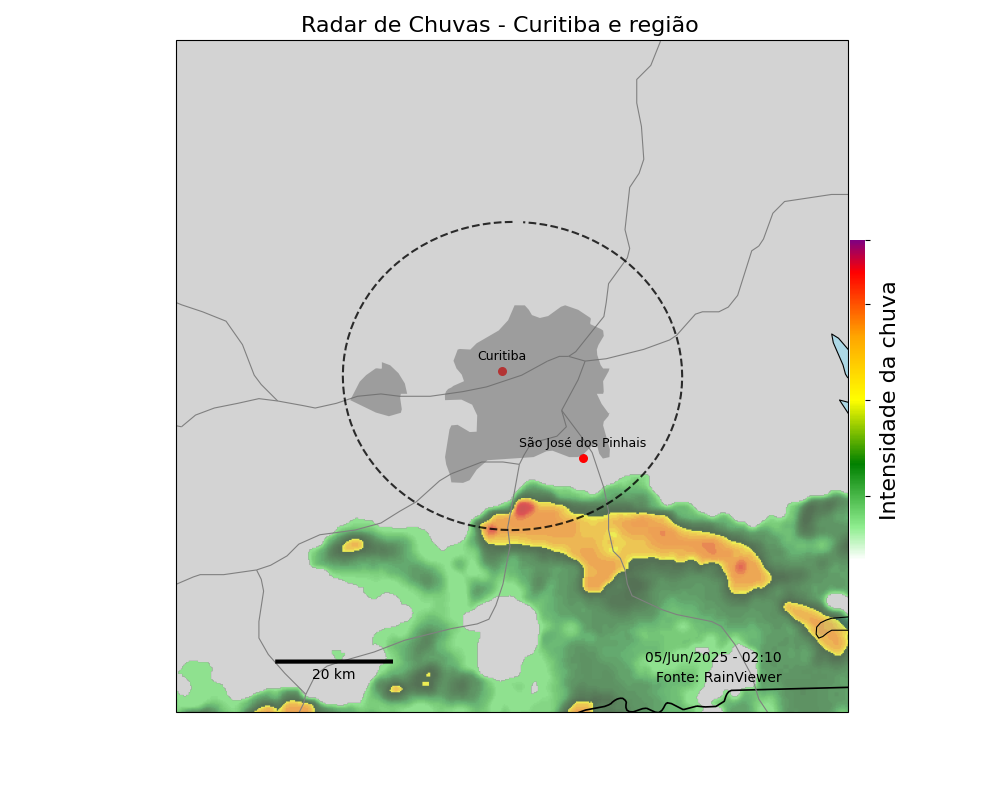 Radar de Chuvas - Curitiba e região
Curitiba
São José dos Pinhais
Intensidade da chuva
05/Jun/2025 - 02:10
20 km
Fonte: RainViewer